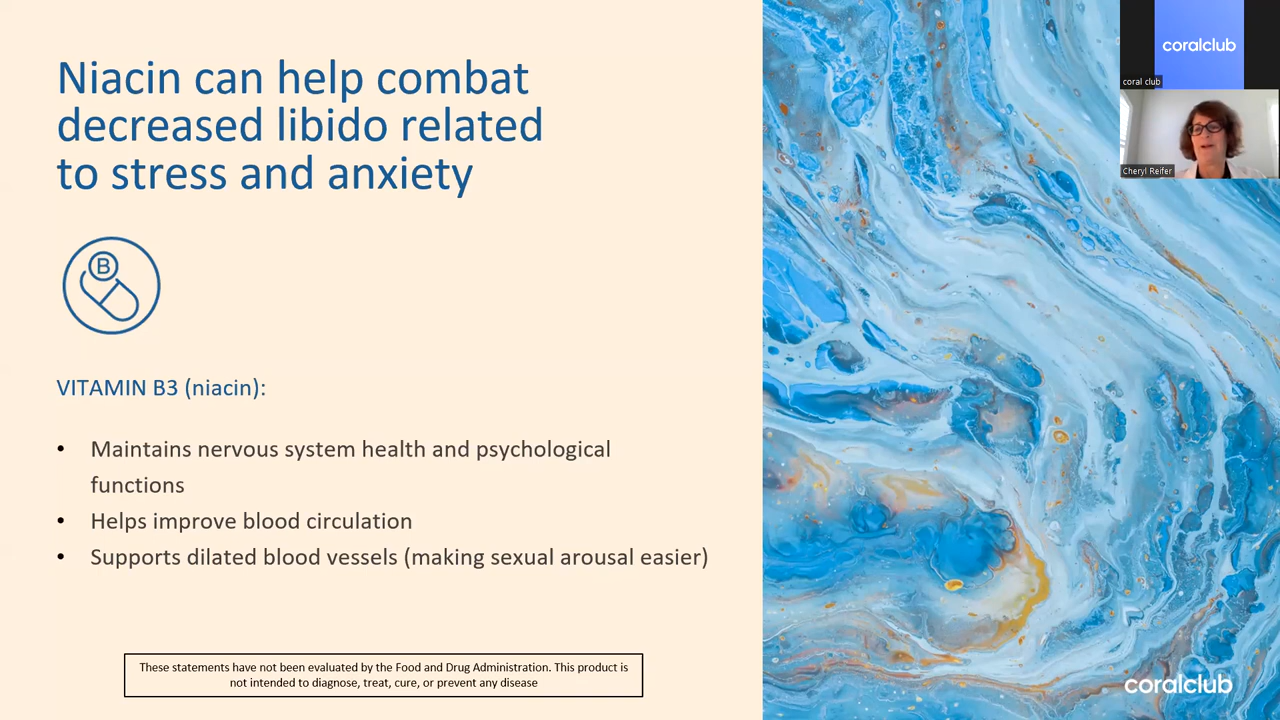 Niacin can help combat
decreased libido related
to stress and anxiety
B
VITAMIN B3 (niacin):
• Maintains nervous system health and psychological
functions
• Helps improve blood circulation
• Supports dilated blood vessels (making sexual arousal easier)
These statements have not been evaluated by the Food and Drug Administration. This product is
not intended to diagnose, treat, cure, or prevent any disease
coralclub
coral club
Cheryl Reifer
coralclub